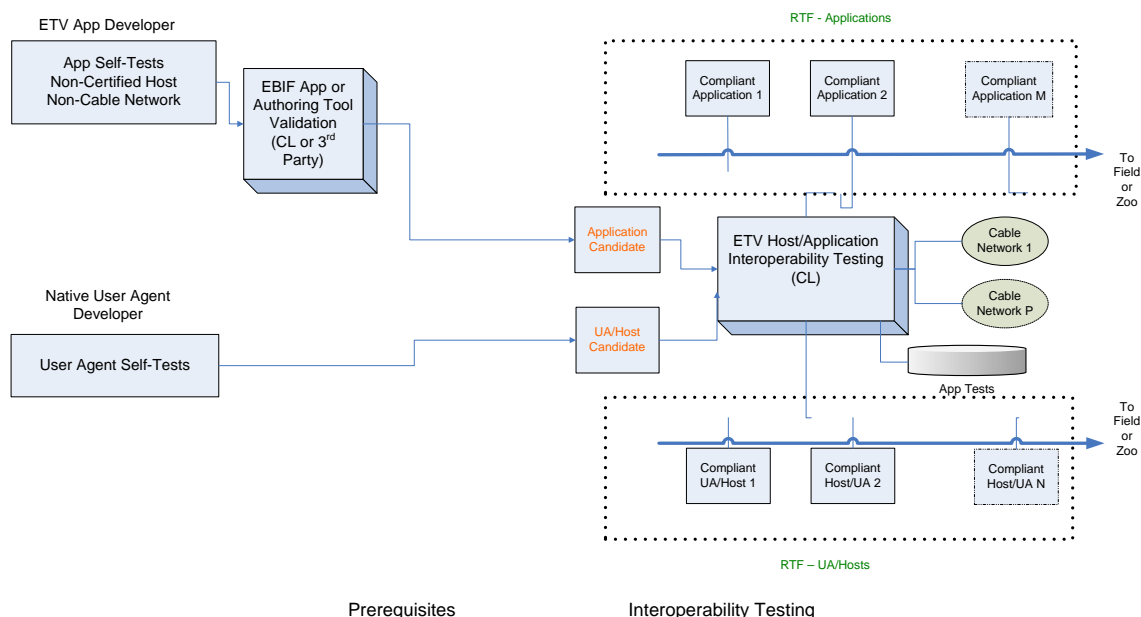 ETV App Developer
App Self-Tests
Non-Certified Host
Non-Cable Network
EBIF App or
Authoring Tool
Validation
(CL or 3rd
Party)
RTF - Applications
Compliant
Application 1
Compliant
Application 2
Compliant
Application M
To
Field
or
Zoo
Application
Candidate
ETV Host/Application
Interoperability Testing
(CL)
Cable
Network 1
Cable
Network P
Native User Agent
Developer
User Agent Self-Tests
UA/Host
Candidate
App Tests
Compliant
UA/Host 1
Compliant
Host/UA 2
Compliant
Host/UA N
To
Field
or
Zoo
RTF – UA/Hosts
Prerequisites
Interoperability Testing